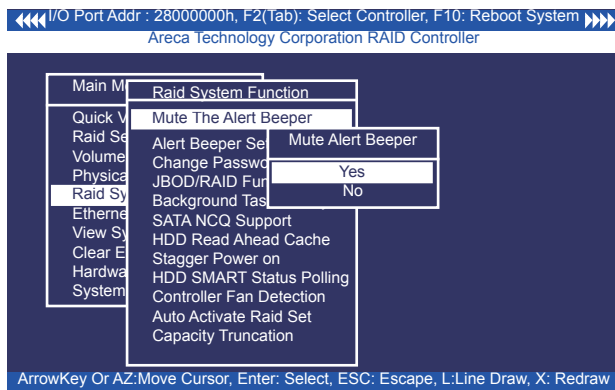 I/O Port Addr : 28000000h, F2(Tab): Select Controller, F10: Reboot System
Areca Technology Corporation RAID Controller
Main M
Quick V
Raid Se
Volume
Physica
Raid Sy
Etherne
View Sy
Clear E
Hardwa
System
Raid System Function
Mute The Alert Beeper
Alert Beeper Set
Change Passwo
JBOD/RAID Fun
Background Tas
SATA NCQ Support
HDD Read Ahead Cache
Stagger Power on
HDD SMART Status Polling
Controller Fan Detection
Auto Activate Raid Set
Capacity Truncation
Mute Alert Beeper
Yes
No
ArrowKey Or AZ:Move Cursor, Enter: Select, ESC: Escape, L:Line Draw, X: Redraw